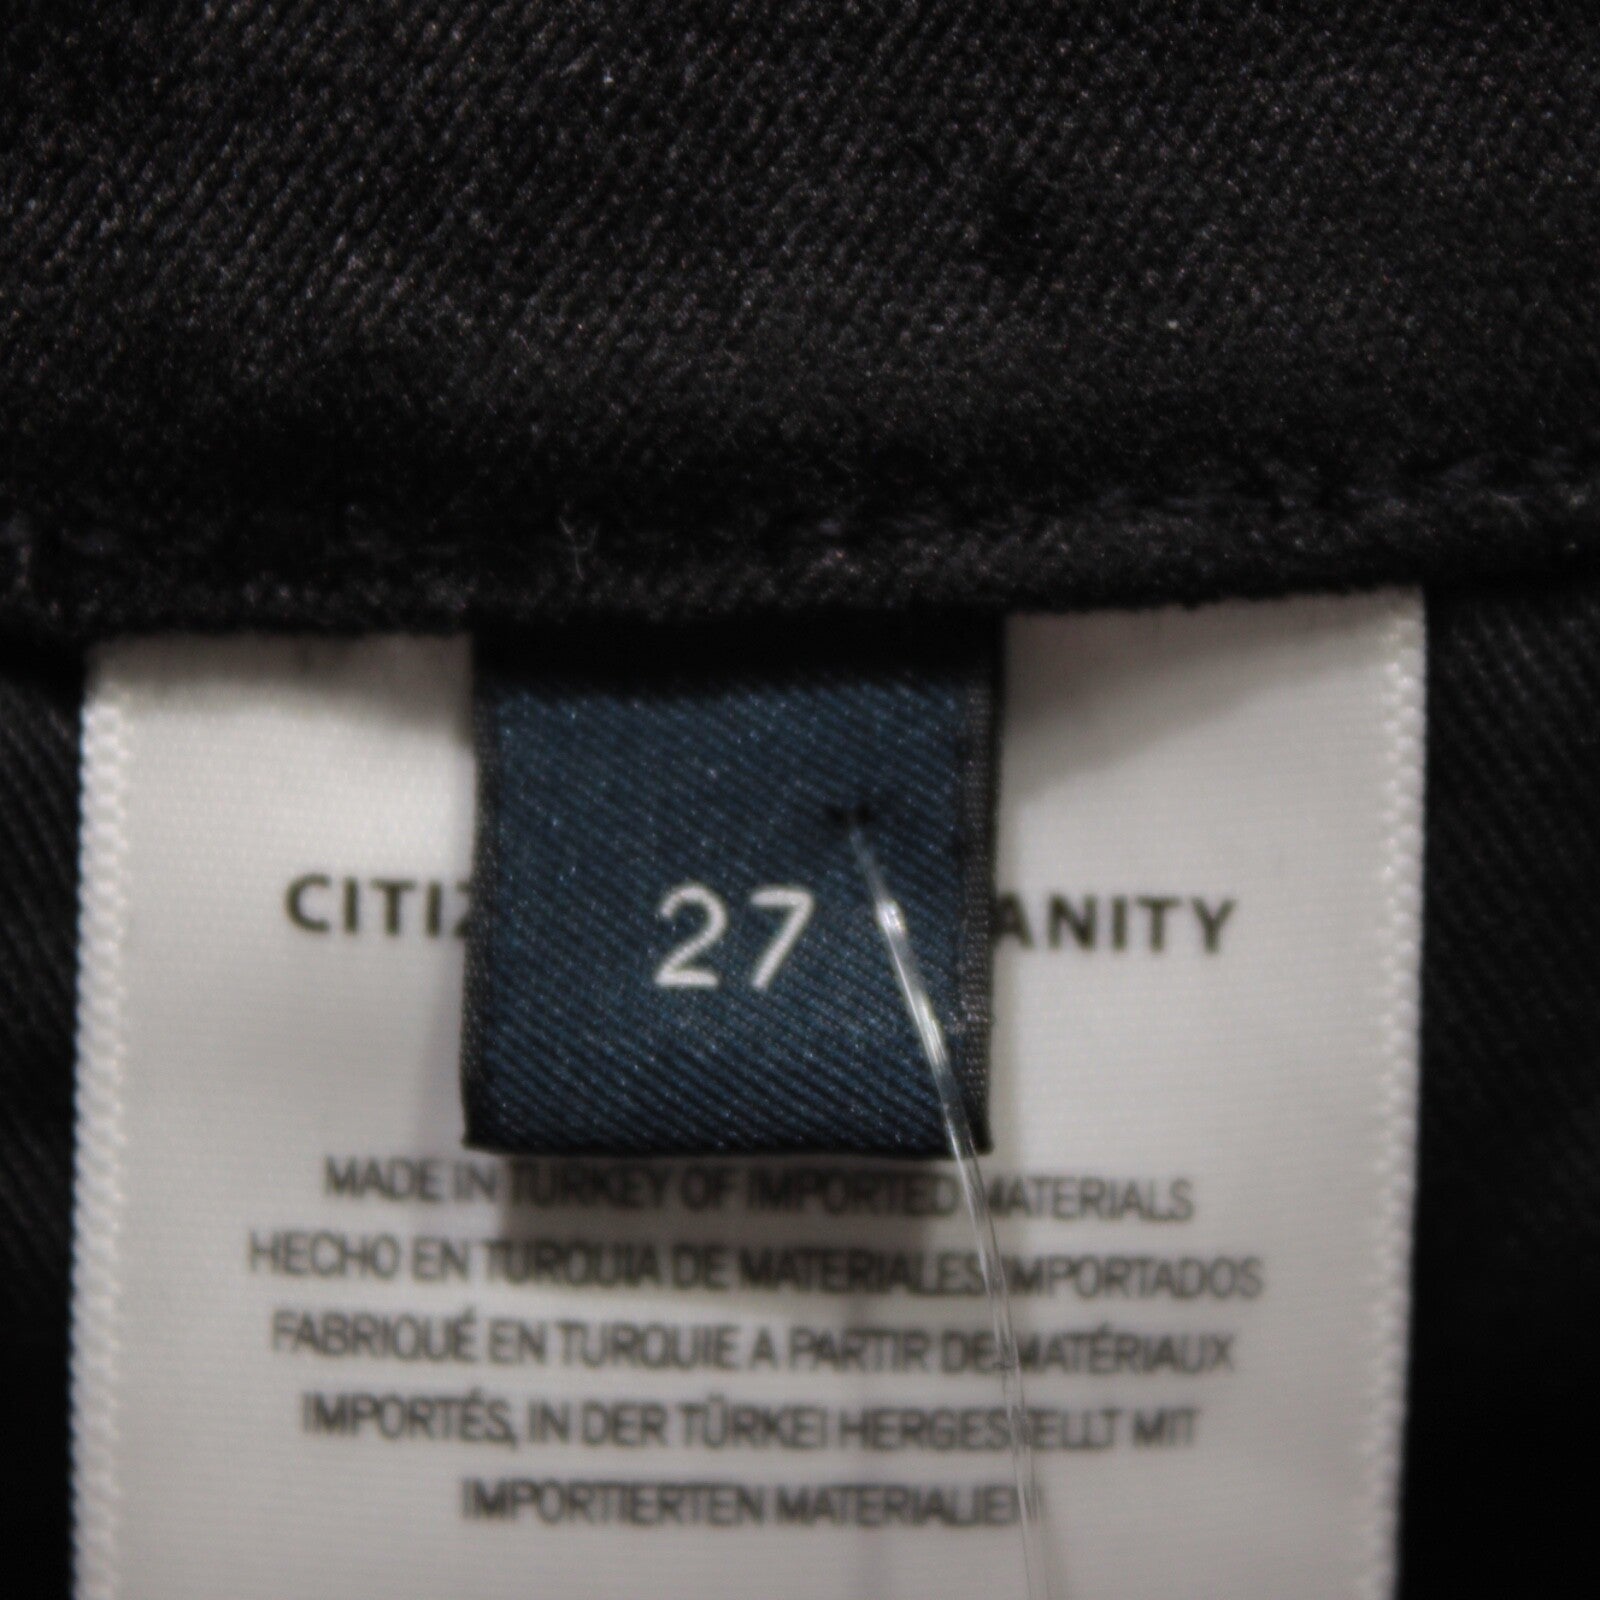 CITIZ 27 ANITY
MADE IN TURKEY OF IMPORTED MATERIALS
HECHO EN TURQUIA DE MATERIALES IMPORTADOS
FABRIQUÉ EN TURQUIE A PARTIR DE MATÉRIAUX
IMPORTÉS, IN DER TÜRKEI HERGESTELLT MIT
IMPORTIERTEN MATERIALIEN